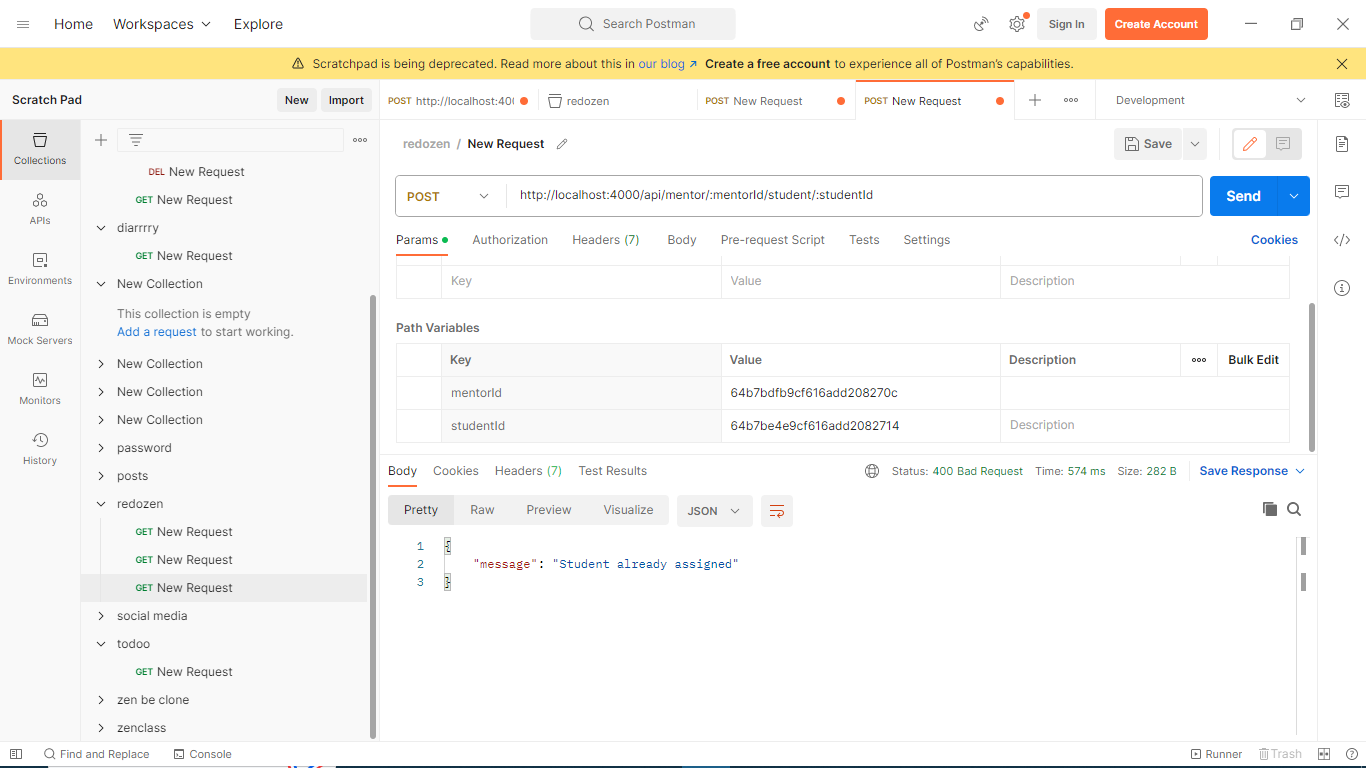 Home Workspaces Explore Search Postman Sign In Create Account
Scratchpad is being deprecated. Read more about this in our blog ↗ Create a free account to experience all of Postman's capabilities.
Scratch Pad New Import
POST http://localhost:400 redozen POST New Request POST New Request Development
Collections
APIs
Environments
Mock Servers
Monitors
History
DEL New Request
GET New Request
diarrrry
GET New Request
New Collection
This collection is empty
Add a request to start working.
New Collection
New Collection
New Collection
password
posts
redozen
GET New Request
GET New Request
GET New Request
social media
todoo
GET New Request
zen be clone
zenclass
redozen / New Request Save
POST http://localhost:4000/api/mentor/:mentorId/student/:studentId Send
Params Authorization Headers (7) Body Pre-request Script Tests Settings Cookies
Key Value Description
Path Variables
Key Value Description Bulk Edit
mentorId 64b7bdfb9cf616add208270c
studentId 64b7be4e9cf616add2082714 Description
Body Cookies Headers (7) Test Results Status: 400 Bad Request Time: 574 ms Size: 282 B Save Response
Pretty Raw Preview Visualize JSON
1 {
2 "message": "Student already assigned"
3 }
Find and Replace Console Runner Trash